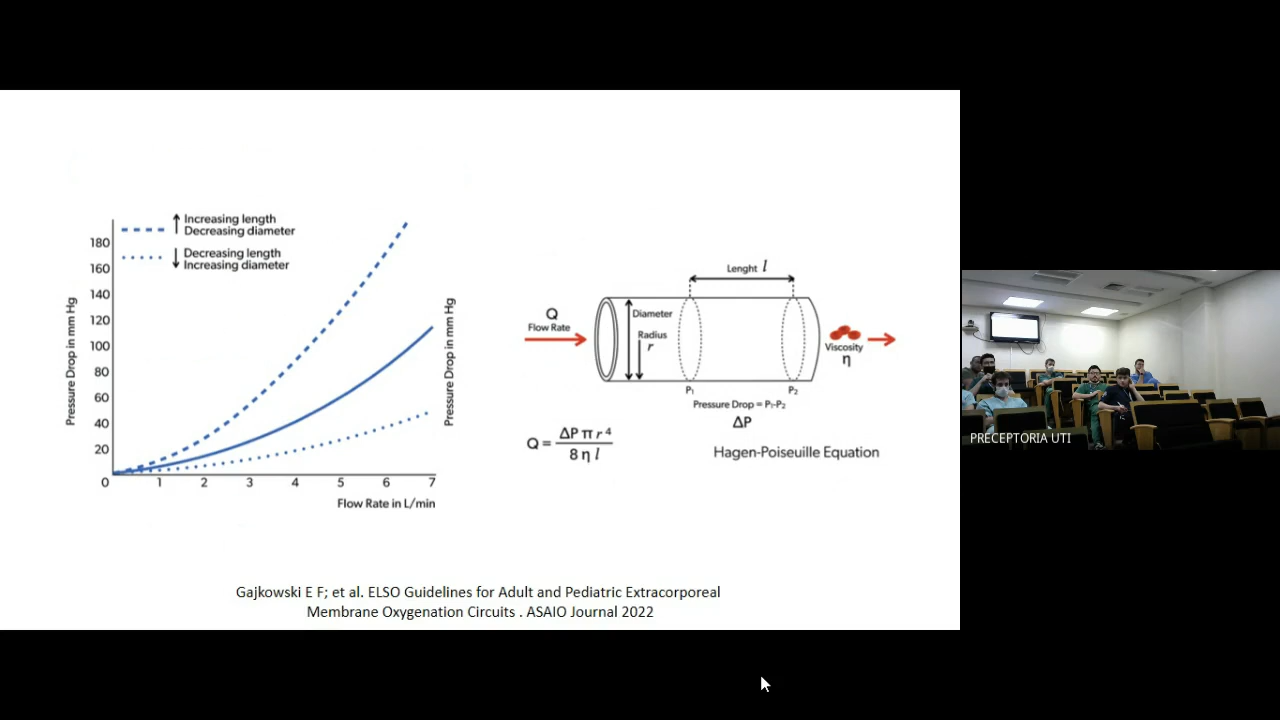 Increasing length
Decreasing diameter
Decreasing length
Increasing diameter
Pressure Drop in mm Hg
180
160
140
120
100
80
60
40
20
0
1 2 3 4 5 6 7
Flow Rate in L/min
Pressure Drop in mm Hg
Lenght l
Q
Flow Rate
Diameter
Radius
r
Viscosity
η
P₁ P₂
Pressure Drop = P₁-P₂
ΔP
Q = ΔP π r⁴
8 η l
Hagen-Poiseuille Equation
Gajkowski E F; et al. ELSO Guidelines for Adult and Pediatric Extracorporeal
Membrane Oxygenation Circuits . ASAIO Journal 2022
PRECEPTORIA UTI